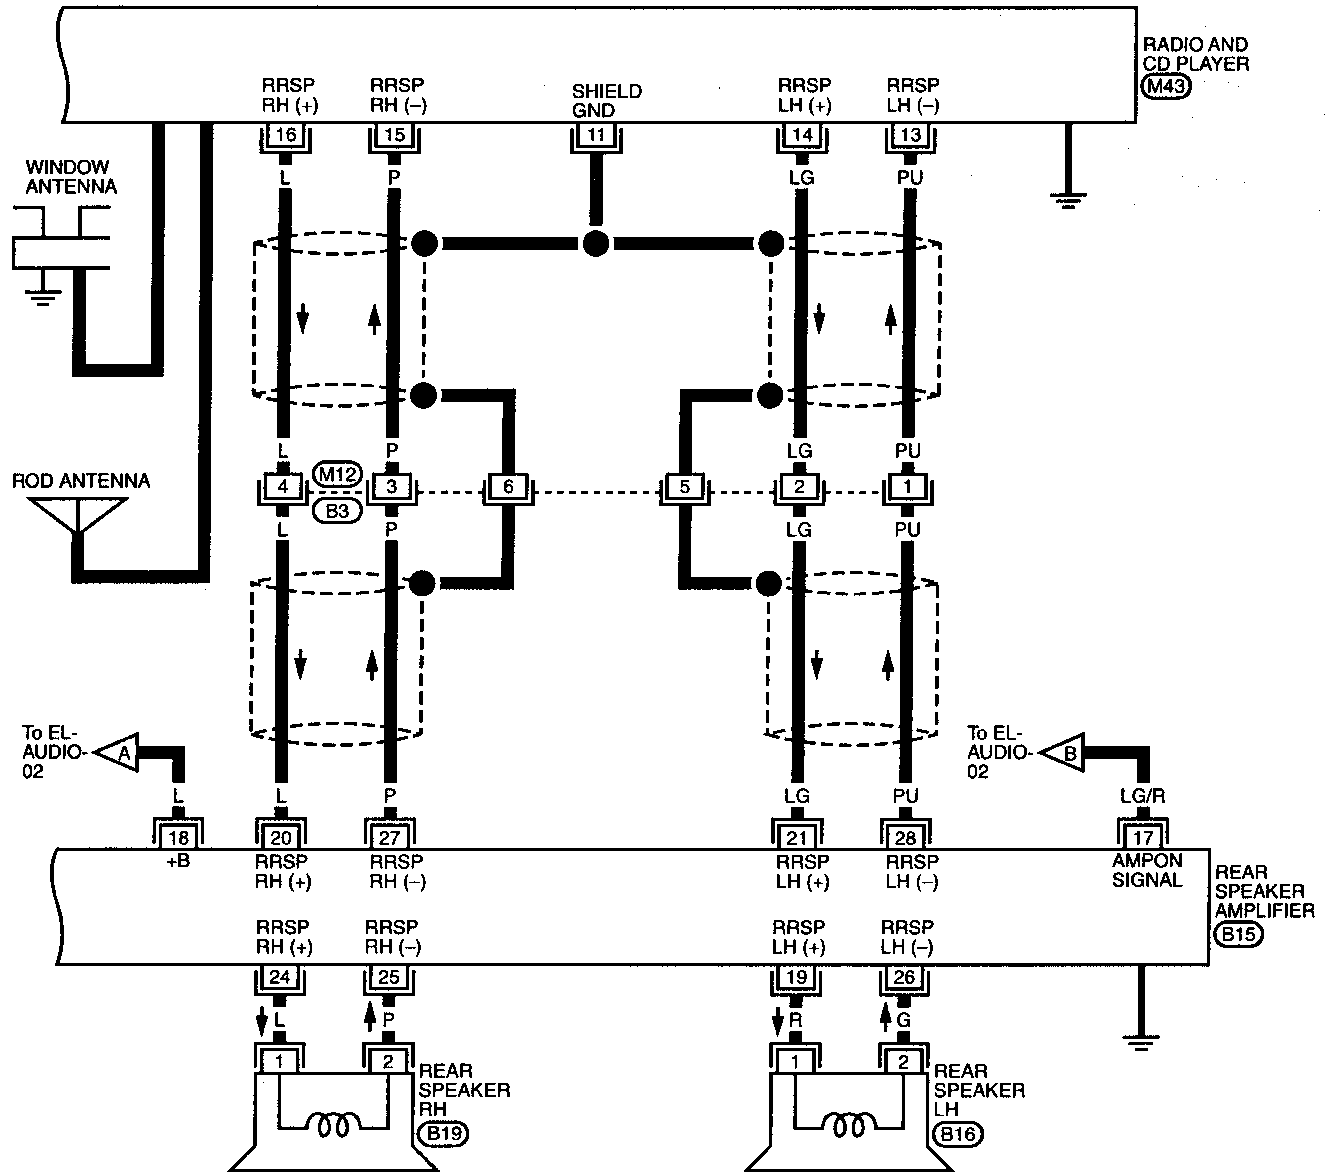 RADIO AND
CD PLAYER
M43
RRSP
RH (+)
RRSP
RH (–)
SHIELD
GND
RRSP
LH (+)
RRSP
LH (–)
16
15
11
14
13
L
P
LG
PU
WINDOW
ANTENNA
L
P
LG
PU
ROD ANTENNA
M12
4
3
6
5
2
1
B3
L
P
LG
PU
To EL-
AUDIO-
02
A
To EL-
AUDIO-
02
B
L
L
P
LG
PU
LG/R
18
20
27
21
28
17
+B
RRSP
RH (+)
RRSP
RH (–)
RRSP
LH (+)
RRSP
LH (–)
AMPON
SIGNAL
REAR
SPEAKER
AMPLIFIER
B15
RRSP
RH (+)
RRSP
RH (–)
RRSP
LH (+)
RRSP
LH (–)
24
25
19
26
L
P
R
G
1
2
1
2
REAR
SPEAKER
RH
B19
REAR
SPEAKER
LH
B16